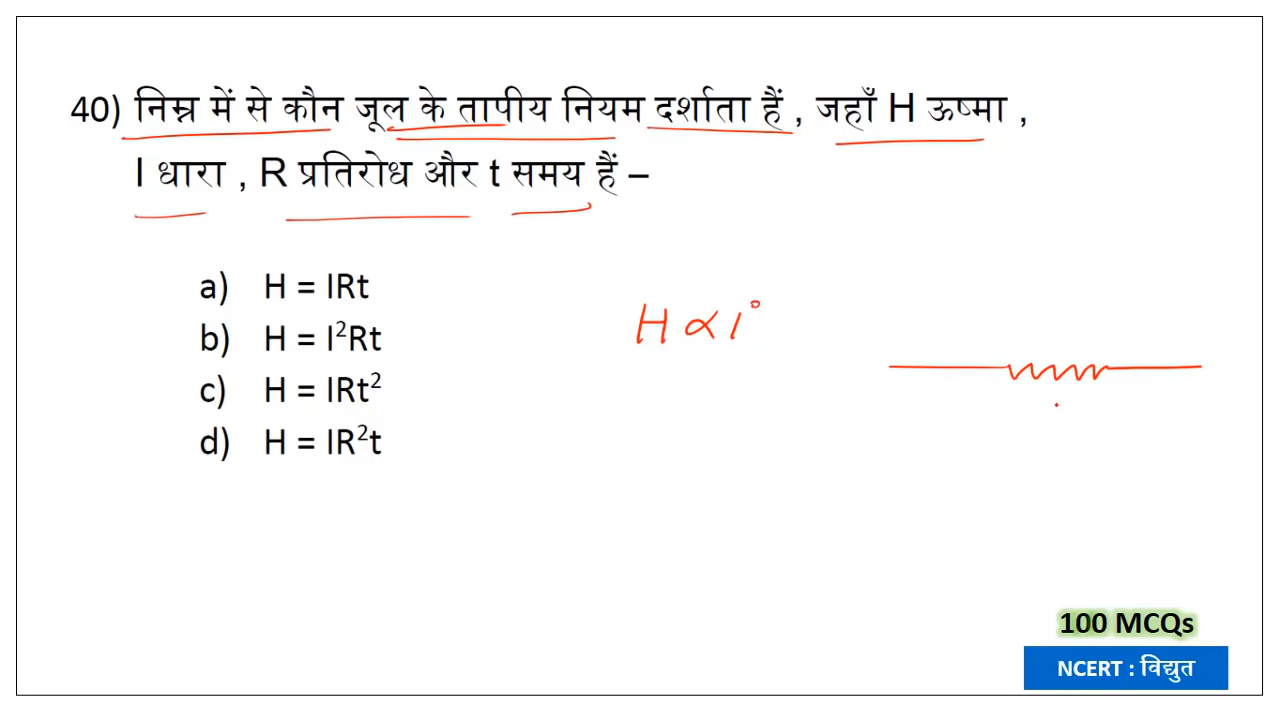 40) निम्न में से कौन जूल के तापीय नियम दर्शाता हैं , जहाँ H ऊष्मा ,
I धारा , R प्रतिरोध और t समय हैं –
a) H = IRt
b) H = I²Rt
c) H = IRt²
d) H = IR²t
H ∝ I°
100 MCQs
NCERT : विद्युत